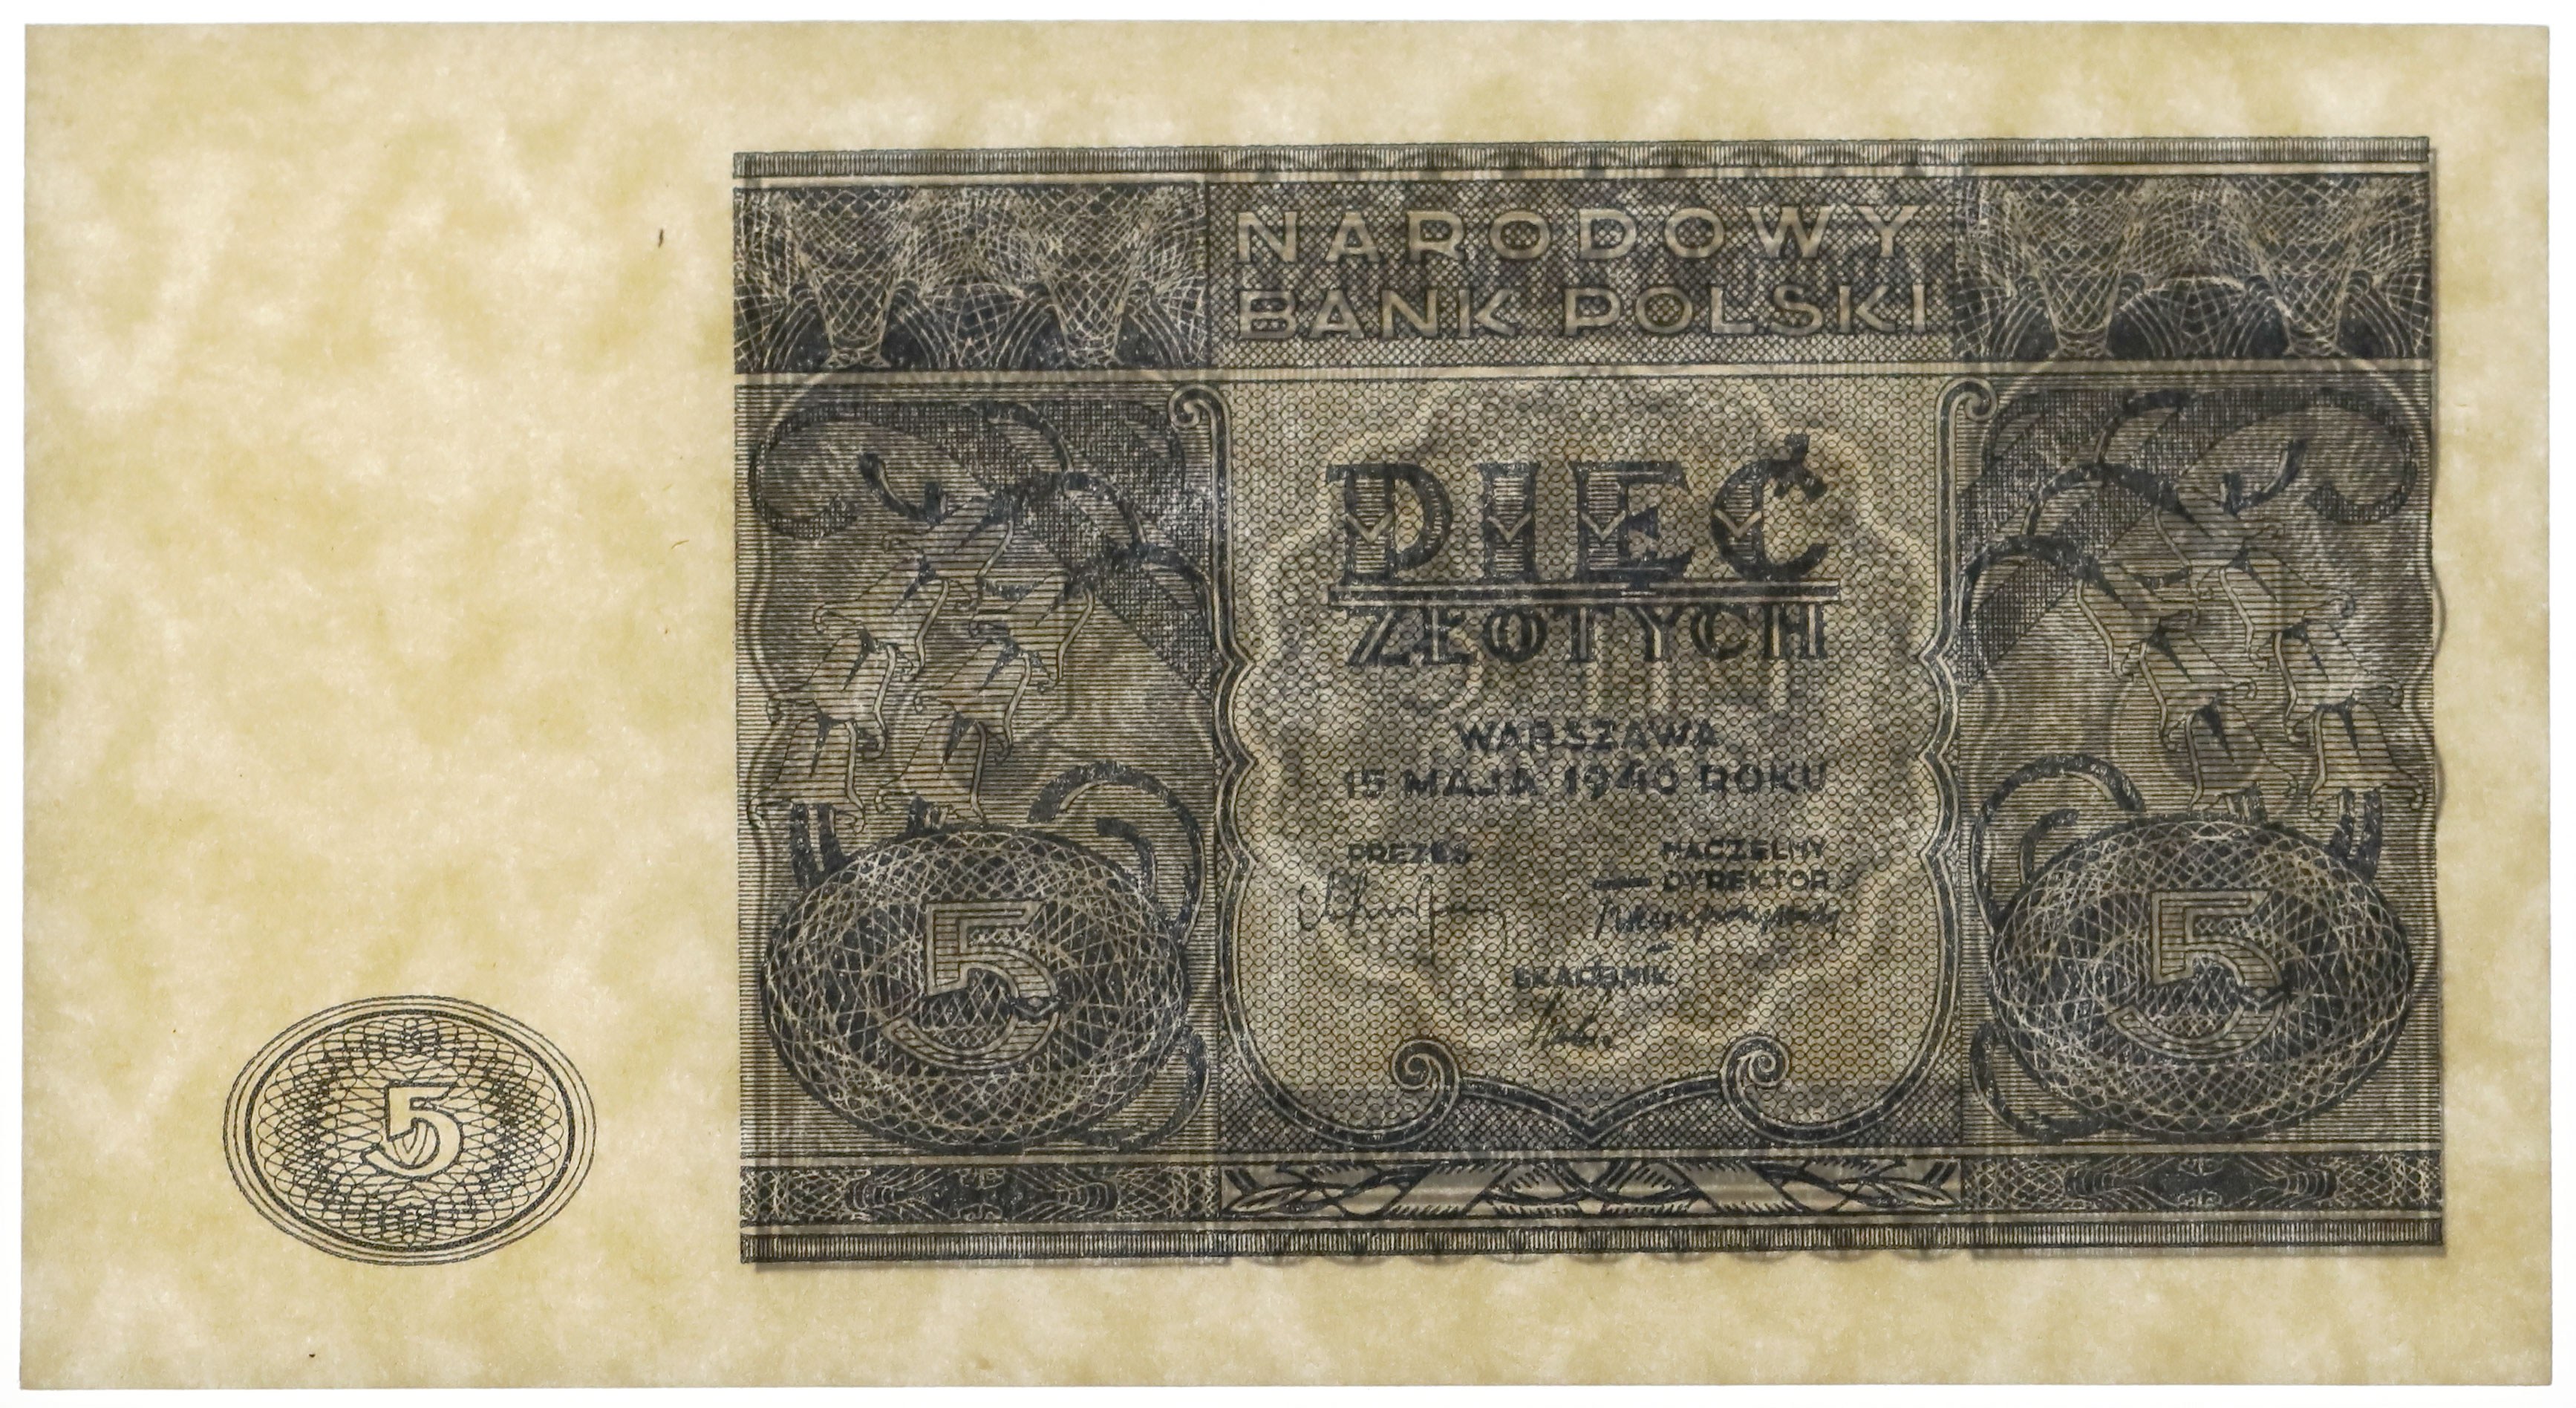 NARODOWY
BANK POLSKI
PIĘĆ
ZŁOTYCH
WARSZAWA
15 MAJA 1946 ROKU
PREZES
NACZELNY
DYREKTOR
SKARBNIK
5
5
5